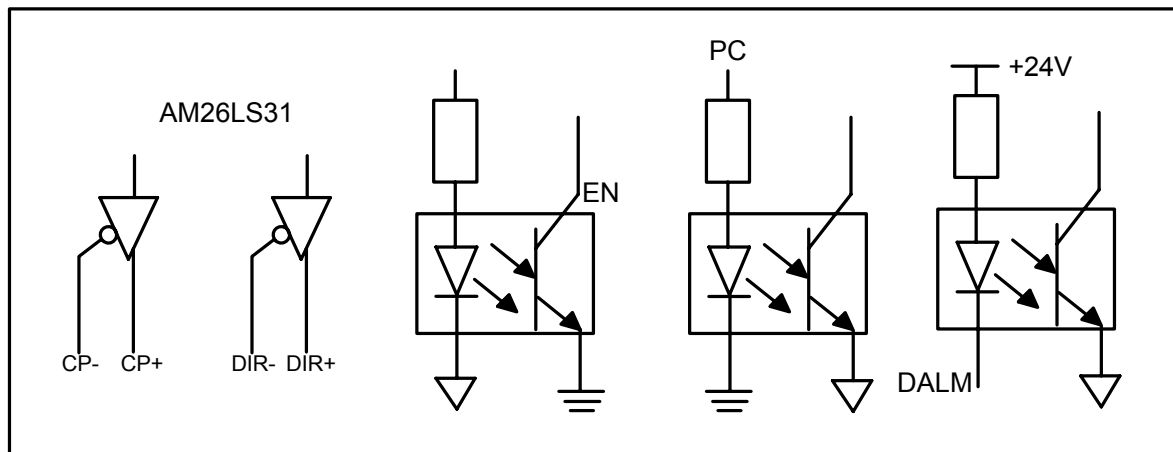 PC
+24V
AM26LS31
EN
CP- CP+ DIR- DIR+
DALM